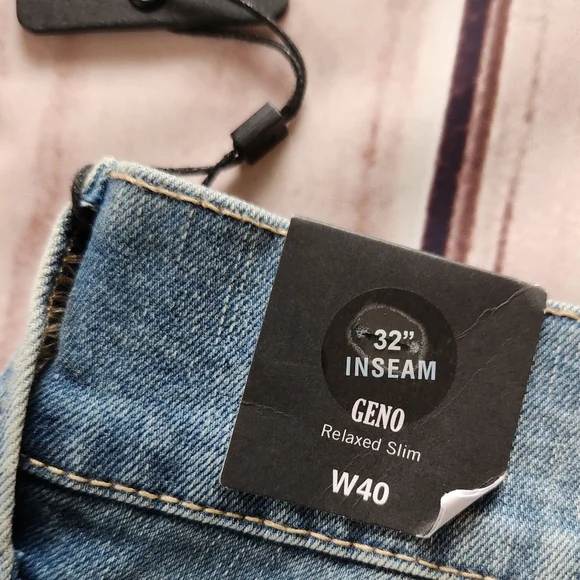 32”
INSEAM
GENO
Relaxed Slim
W40